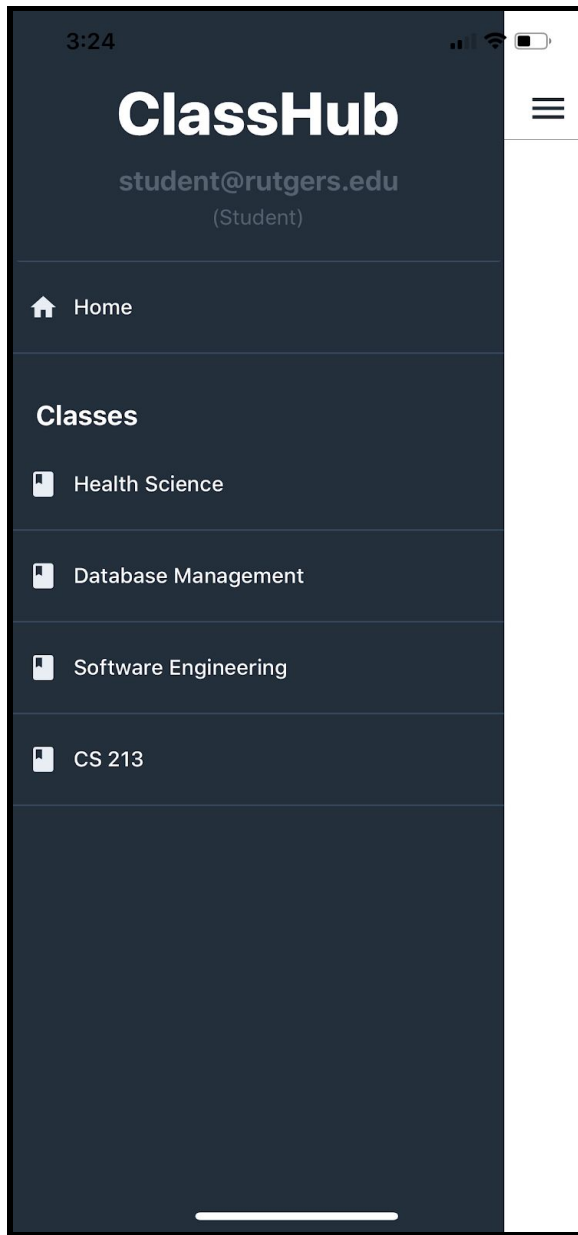 3:24
ClassHub
student@rutgers.edu
(Student)
Home
Classes
Health Science
Database Management
Software Engineering
CS 213